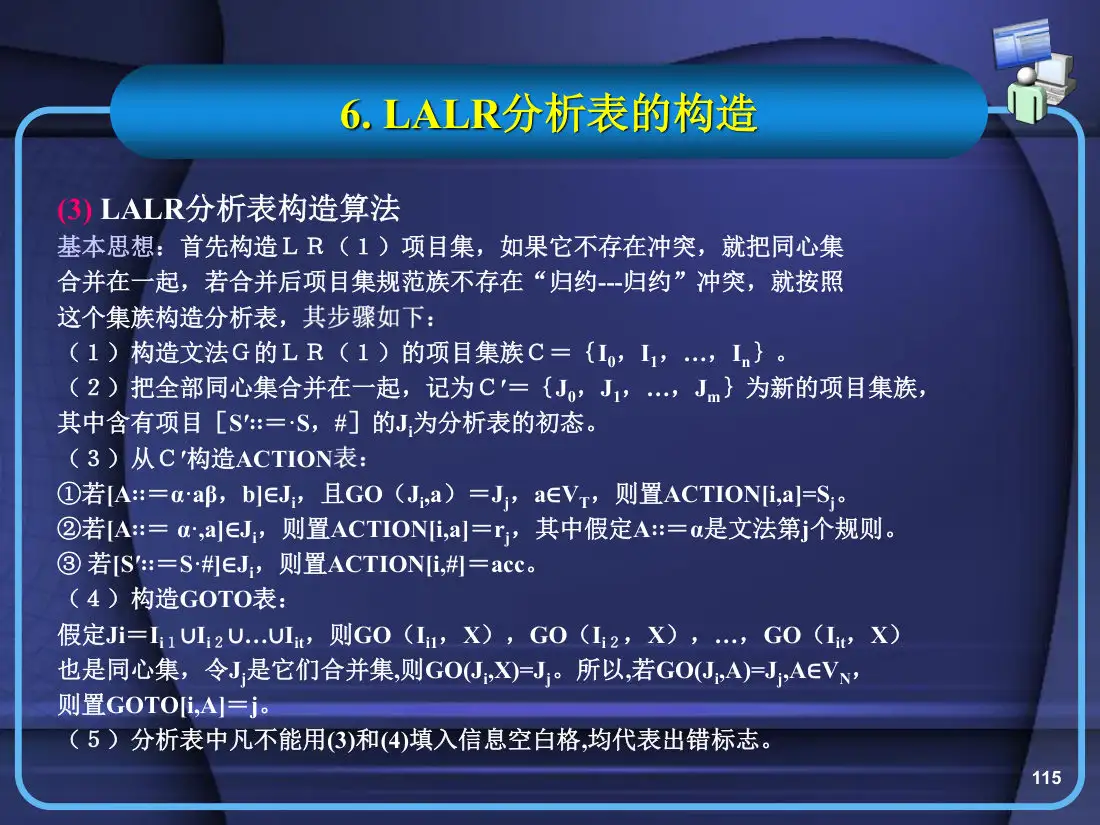 6. LALR分析表的构造
(3) LALR分析表构造算法
基本思想：首先构造ＬＲ（１）项目集，如果它不存在冲突，就把同心集
合并在一起，若合并后项目集规范族不存在“归约---归约”冲突，就按照
这个集族构造分析表，其步骤如下：
（１）构造文法Ｇ的ＬＲ（１）的项目集族Ｃ＝｛I₀，I₁，…，Iₙ｝。
（２）把全部同心集合并在一起，记为Ｃ′＝｛J₀，J₁，…，Jₘ｝为新的项目集族，
其中含有项目［S′∷＝·S，#］的Jᵢ为分析表的初态。
（３）从Ｃ′构造ACTION表：
①若[A∷＝α·aβ，b]∈Jᵢ，且GO（Jᵢ,a）＝Jⱼ，a∈V_T，则置ACTION[i,a]=Sⱼ。
②若[A∷＝ α·,a]∈Jᵢ，则置ACTION[i,a]＝rⱼ，其中假定A∷＝α是文法第j个规则。
③ 若[S′∷＝S·#]∈Jᵢ，则置ACTION[i,#]＝acc。
（４）构造GOTO表：
假定Ji＝Iᵢ₁∪Iᵢ₂∪…∪Iᵢₜ，则GO（Iᵢ₁，X），GO（Iᵢ₂，X），…，GO（Iᵢₜ，X）
也是同心集，令Jⱼ是它们合并集,则GO(Jᵢ,X)=Jⱼ。所以,若GO(Jᵢ,A)=Jⱼ,A∈V_N，
则置GOTO[i,A]＝j。
（５）分析表中凡不能用(3)和(4)填入信息空白格,均代表出错标志。
115